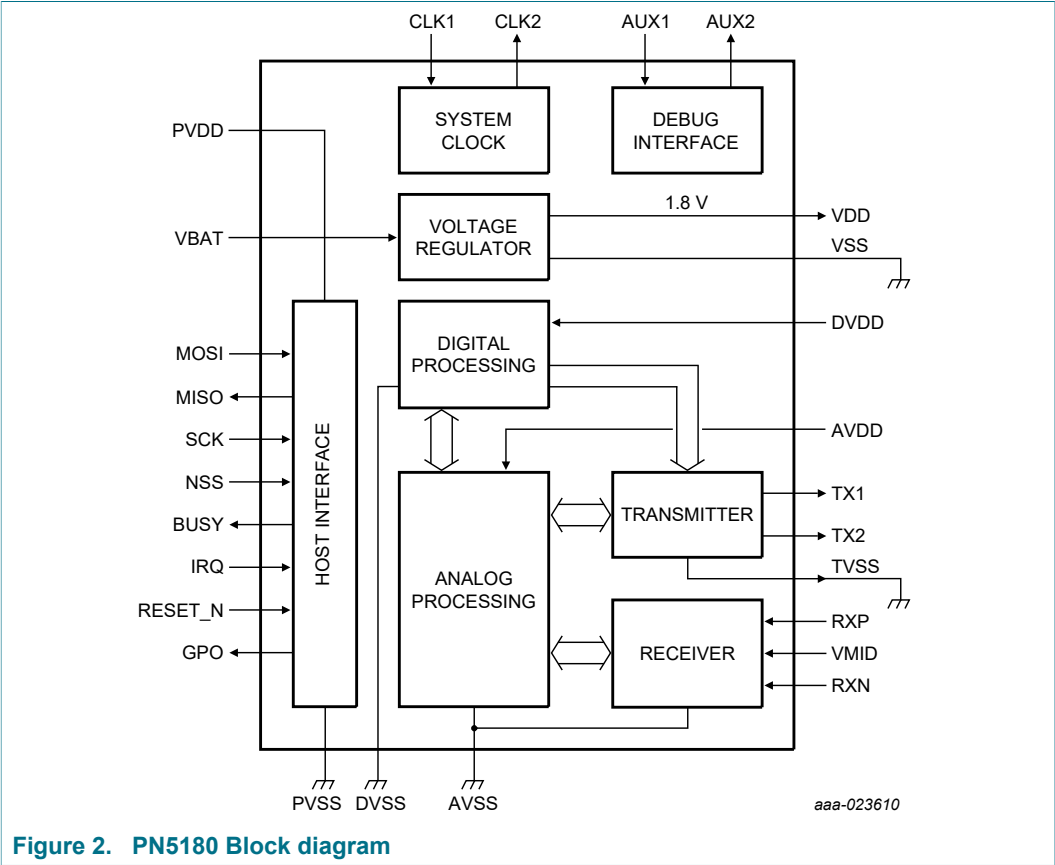 CLK1
CLK2
AUX1
AUX2
SYSTEM
CLOCK
DEBUG
INTERFACE
PVDD
VOLTAGE
REGULATOR
1.8 V
VDD
VBAT
VSS
DIGITAL
PROCESSING
DVDD
MOSI
MISO
SCK
NSS
BUSY
IRQ
RESET_N
GPO
HOST INTERFACE
AVDD
ANALOG
PROCESSING
TRANSMITTER
TX1
TX2
TVSS
RECEIVER
RXP
VMID
RXN
PVSS
DVSS
AVSS
aaa-023610
Figure 2. PN5180 Block diagram